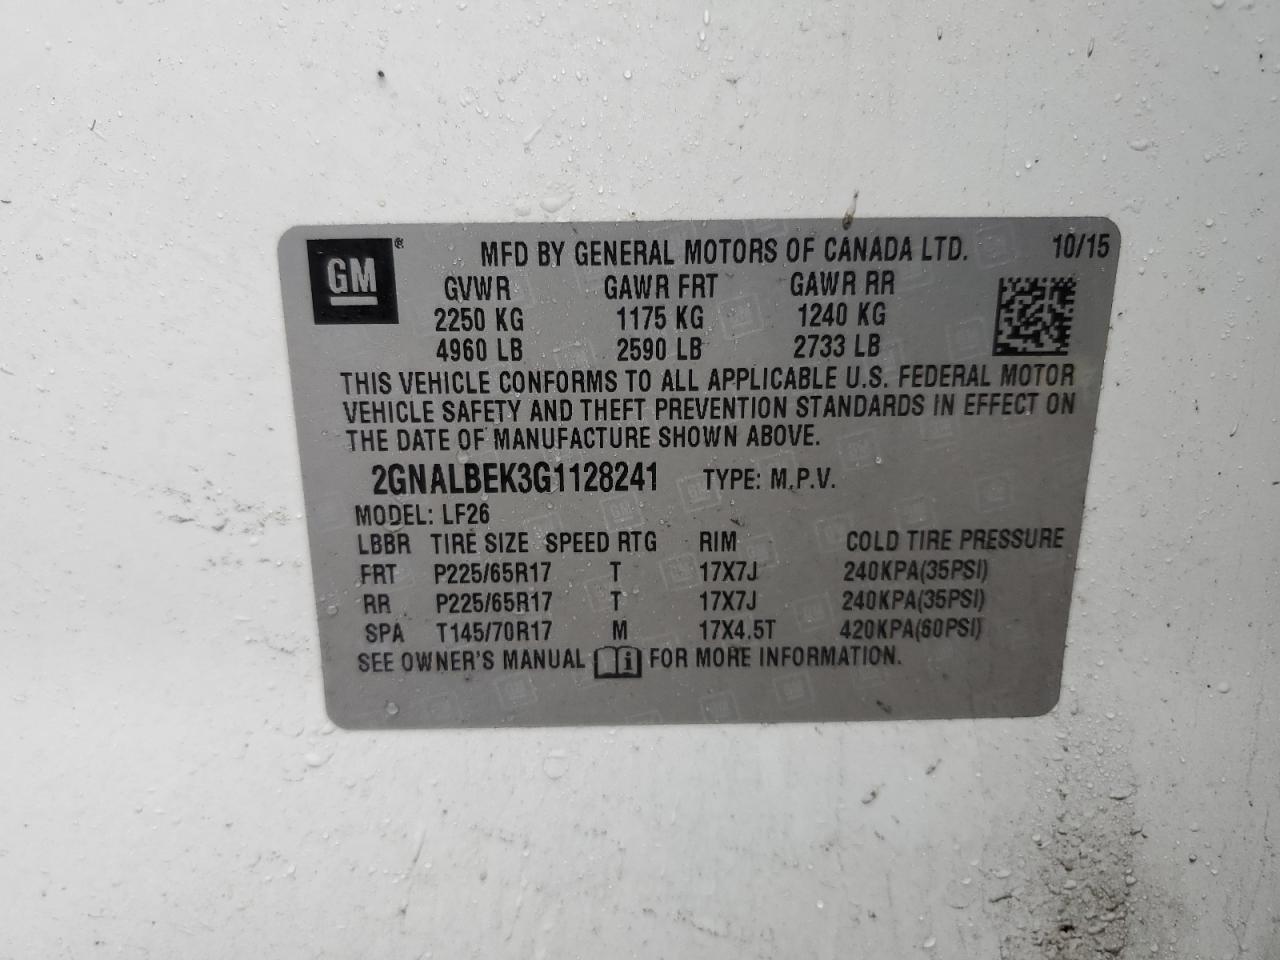 GM®
MFD BY GENERAL MOTORS OF CANADA LTD. 10/15
GVWR GAWR FRT GAWR RR
2250 KG 1175 KG 1240 KG
4960 LB 2590 LB 2733 LB
THIS VEHICLE CONFORMS TO ALL APPLICABLE U.S. FEDERAL MOTOR
VEHICLE SAFETY AND THEFT PREVENTION STANDARDS IN EFFECT ON
THE DATE OF MANUFACTURE SHOWN ABOVE.
2GNALBEK3G1128241 TYPE: M.P.V.
MODEL: LF26
LBBR TIRE SIZE SPEED RTG RIM COLD TIRE PRESSURE
FRT P225/65R17 T 17X7J 240KPA(35PSI)
RR P225/65R17 T 17X7J 240KPA(35PSI)
SPA T145/70R17 M 17X4.5T 420KPA(60PSI)
SEE OWNER'S MANUAL i FOR MORE INFORMATION.